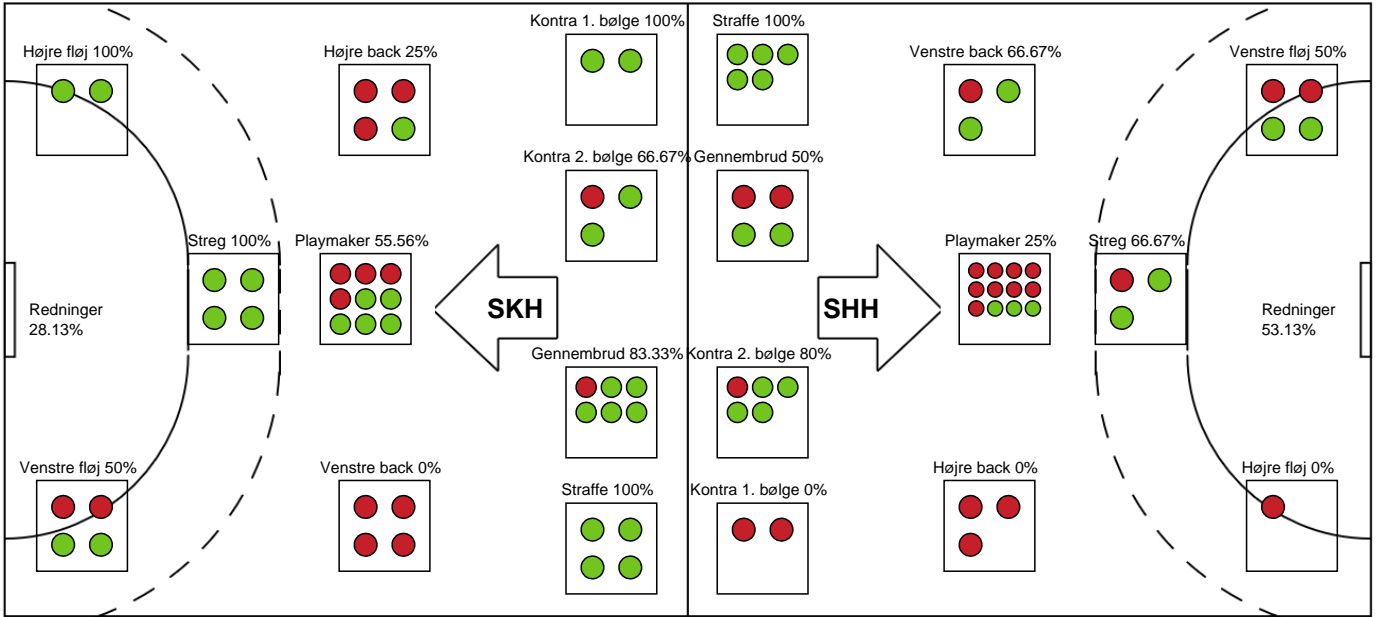 Kontra 1. bølge 100%
Straffe 100%
Højre fløj 100%
Højre back 25%
Venstre back 66.67%
Venstre fløj 50%
Kontra 2. bølge 66.67%
Gennembrud 50%
Streg 100%
Playmaker 55.56%
Playmaker 25%
Streg 66.67%
Redninger
28.13%
SKH
SHH
Redninger
53.13%
Gennembrud 83.33%
Kontra 2. bølge 80%
Venstre fløj 50%
Venstre back 0%
Højre back 0%
Højre fløj 0%
Straffe 100%
Kontra 1. bølge 0%